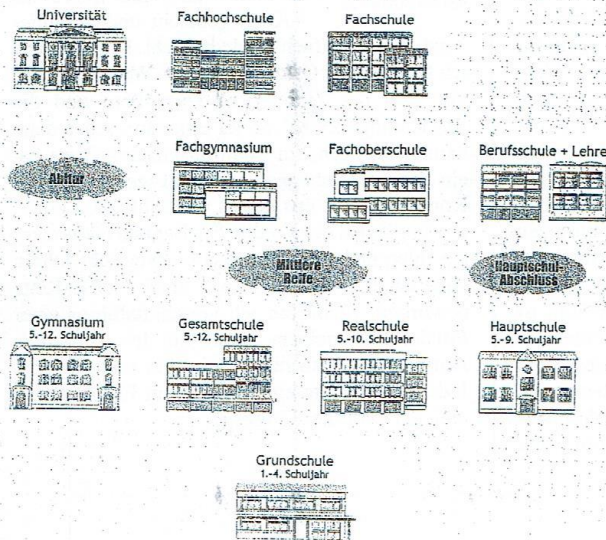 Universität
Fachhochschule
Fachschule
Fachgymnasium
Fachoberschule
Berufsschule + Lehre
Abitur
Mittlere
Reife
Hauptschul-
Abschluss
Gymnasium
5.-12. Schuljahr
Gesamtschule
5.-12. Schuljahr
Realschule
5.-10. Schuljahr
Hauptschule
5.-9. Schuljahr
Grundschule
1.-4. Schuljahr